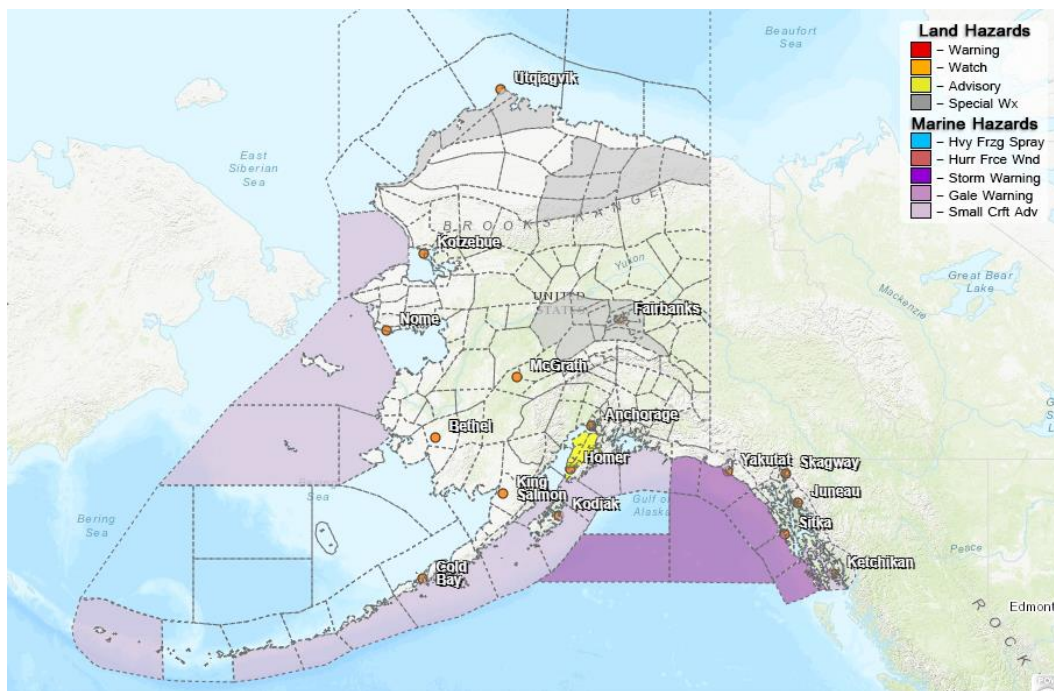 Land Hazards
– Warning
– Watch
– Advisory
– Special Wx
Marine Hazards
– Hvy Frzg Spray
– Hurr Frce Wnd
– Storm Warning
– Gale Warning
– Small Crft Adv
Beaufort
Sea
Utqiagvik
East
Siberian
Sea
BROOKS RANGE
Kotzebue
Yukon
Great Bear
Lake
Mackenzie
UNITED
STATES
Fairbanks
Nome
McGrath
Anchorage
Bethel
Homer
Yakutat
Skagway
King
Salmon
Sea
Juneau
Kodiak
Gulf of
Alaska
Bering
Sea
Sitka
Peace
Cold
Bay
Ketchikan
Edmont
ROCK